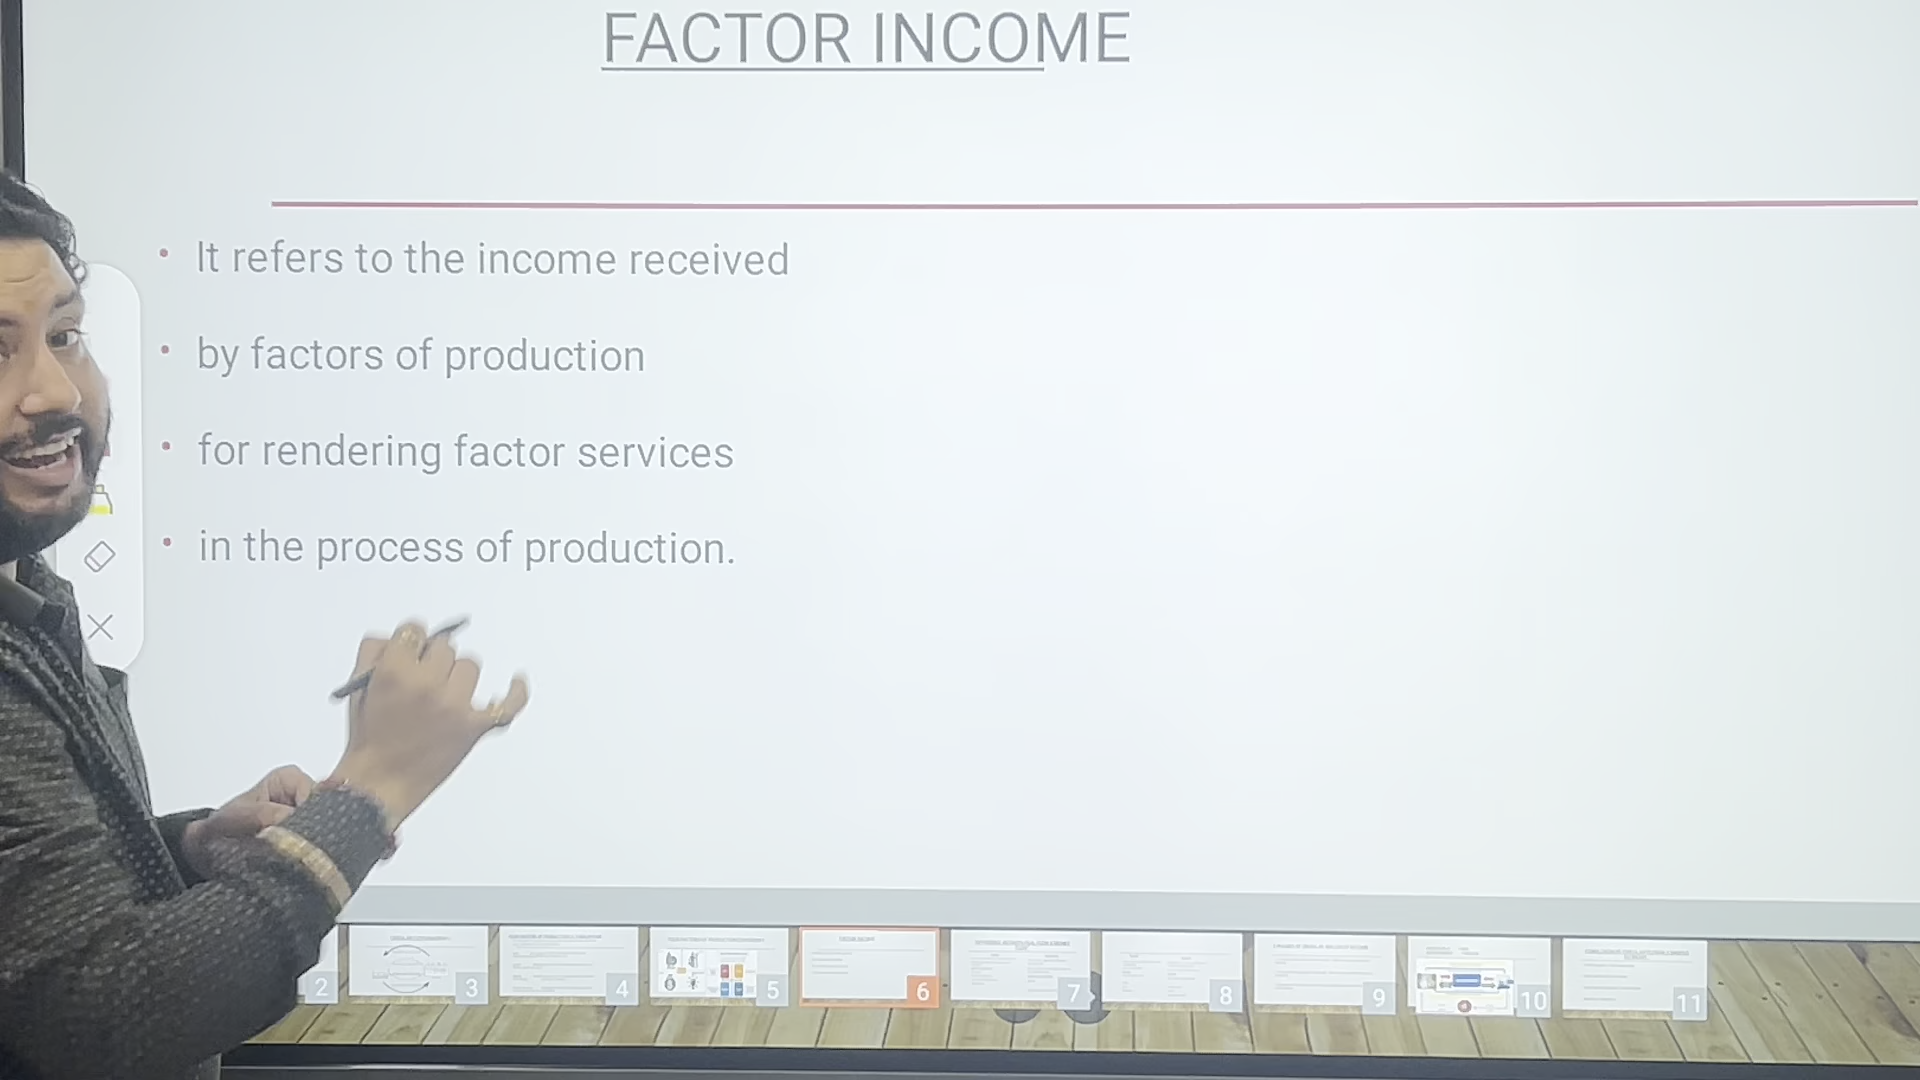 FACTOR INCOME
• It refers to the income received
• by factors of production
• for rendering factor services
• in the process of production.
2
3
4
5
6
7
8
9
10
11